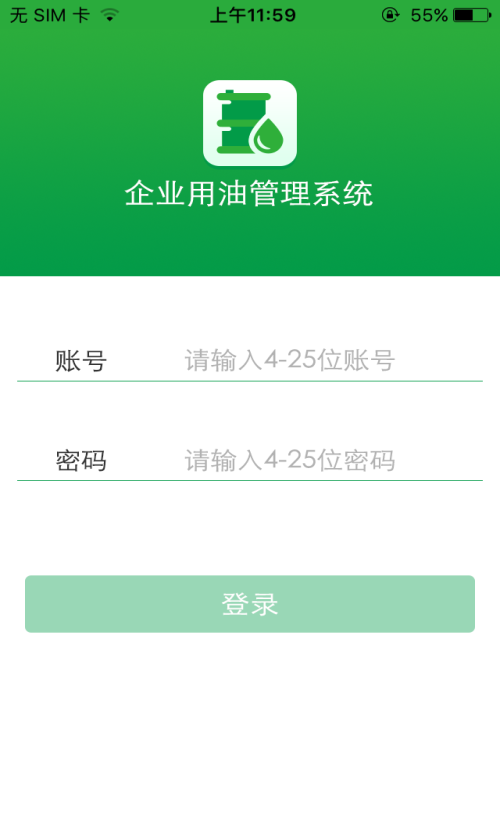 无 SIM 卡 上午11:59 55%
企业用油管理系统
账号 请输入4-25位账号
密码 请输入4-25位密码
登录